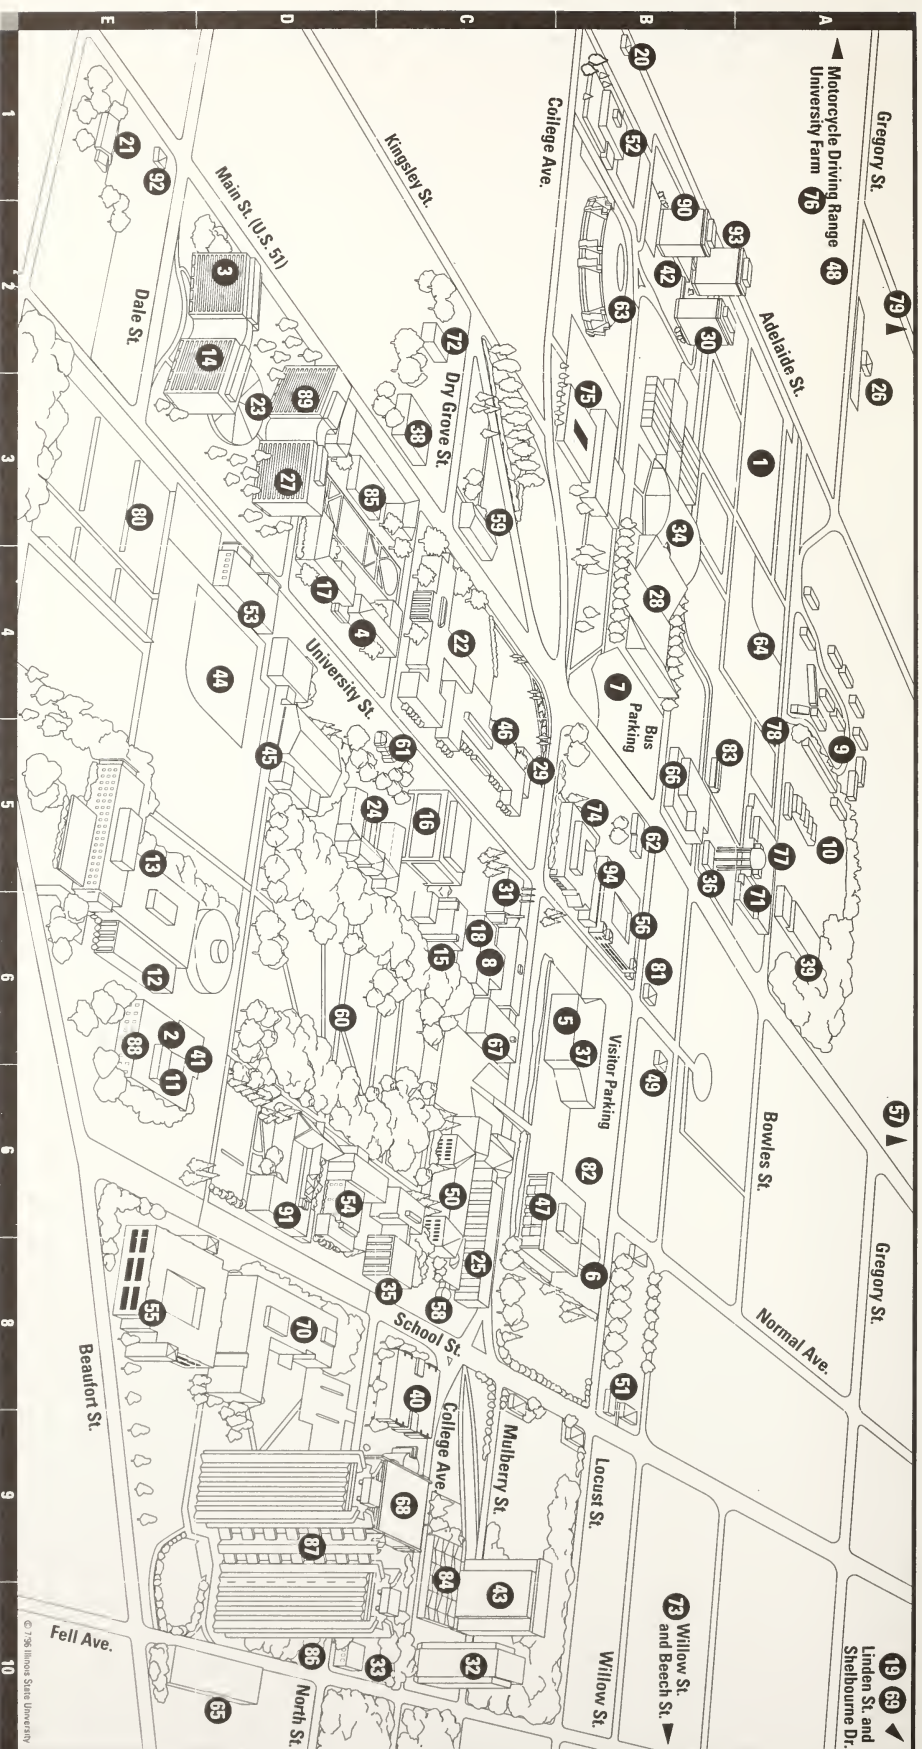 A
B
C
D
E
1
2
3
4
5
6
6
8
9
10
Gregory St.
◄ Motorcycle Driving Range 48
University Farm 76
79 ▲
26
57 ▲
Gregory St.
19 69 ▼
Linden St. and
Shelbourne Dr.
20
52
90
93
42
30
63
Adelaide St.
1
34
28
64
9
78
10
83
77
39
71
36
66
7
Bus
Parking
Bowles St.
Normal Ave.
73 Willow St.
and Beech St. ►
College Ave.
75
74
62
94
56
81
49
5
37
Visitor Parking
82
47
6
51
Locust St.
Willow St.
Kingsley St.
72
Dry Grove St.
38
59
22
46
29
61
16
24
31
18
8
15
67
60
50
25
58
School St.
35
54
91
40
College Ave.
Mulberry St.
68
84
43
32
33
86
87
21
92
Main St. (U.S. 51)
3
14
23
89
27
85
17
4
University St.
Dale St.
80
53
44
45
13
12
2
41
88
11
55
70
Beaufort St.
65
North St.
Fell Ave.
© 7.96 Illinois State University